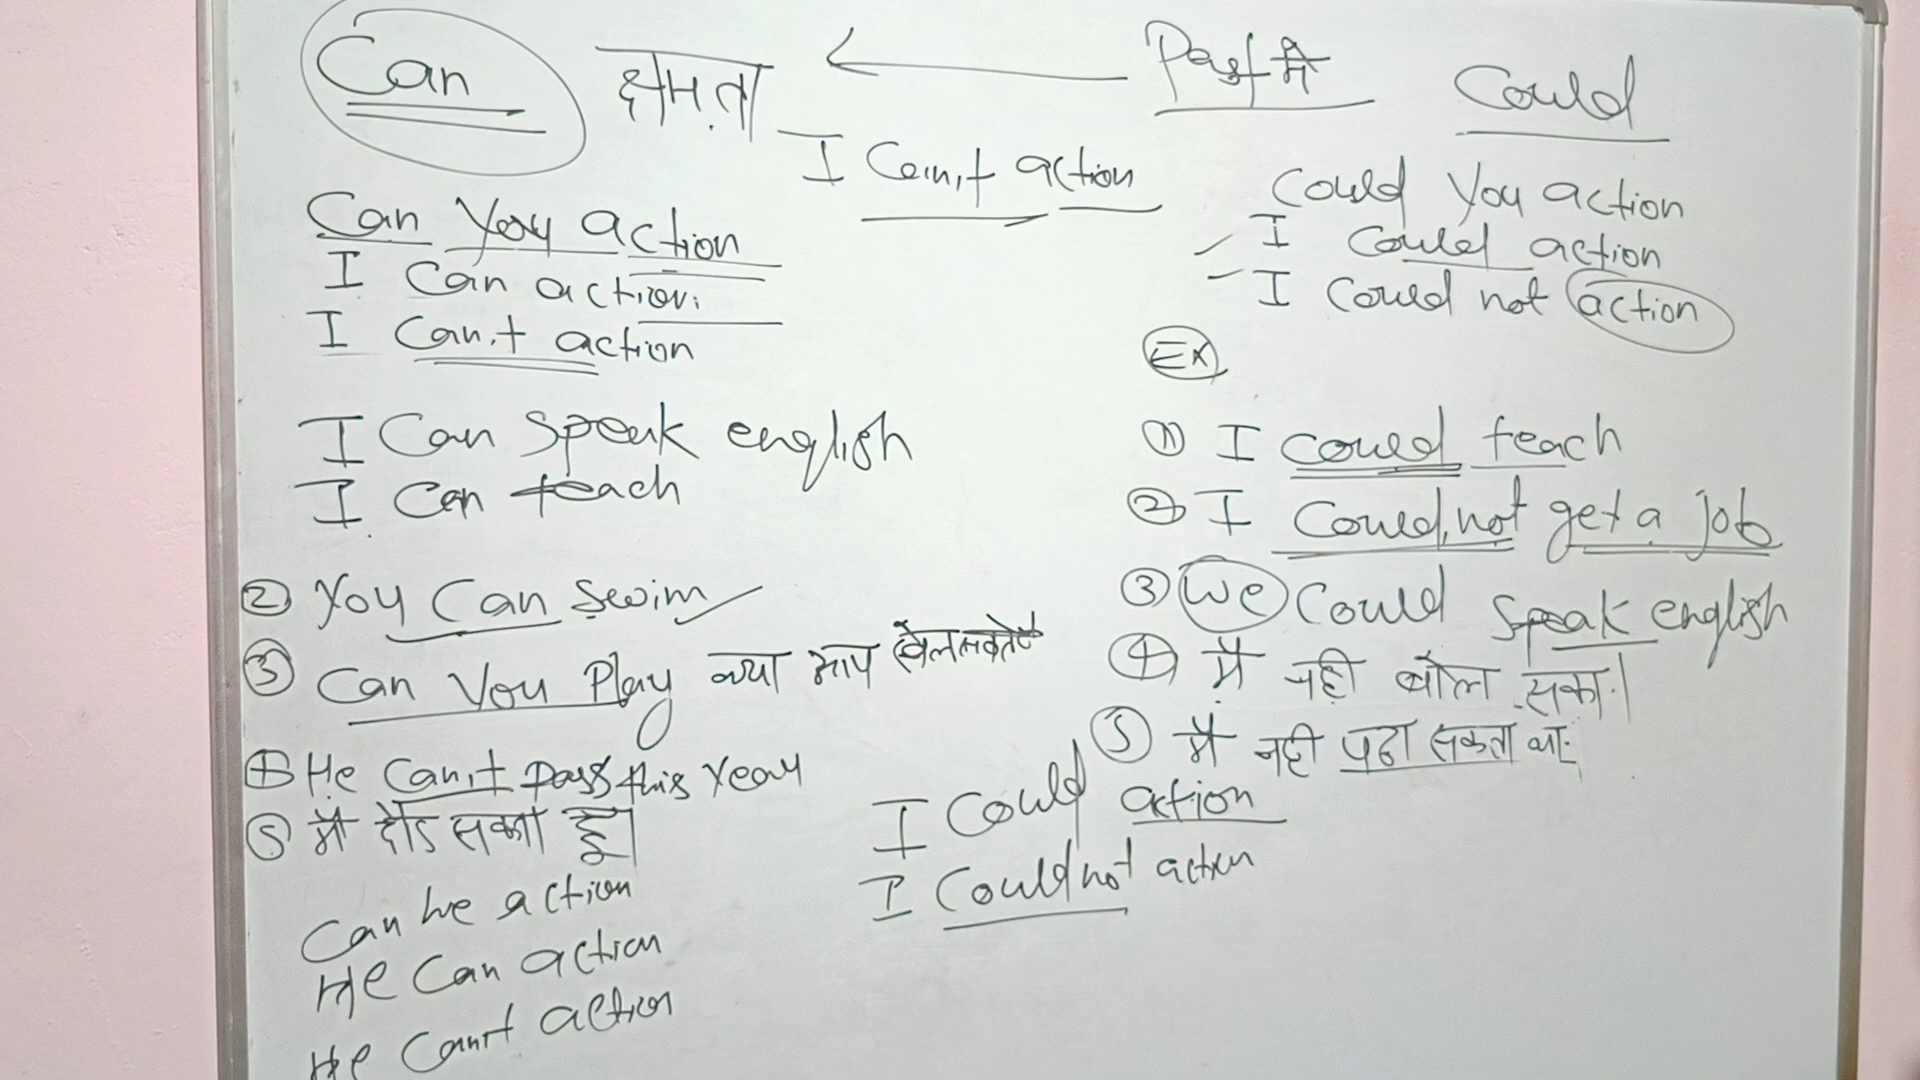 Can क्षमता ← Past में Could
I Can,t action
Can You action
I Can action
I Can,t action
I Can Speak english
I Can teach
② You Can Swim
③ Can You Play क्या आप खेल सकते
④ He Can,t pass this Year
⑤ मैं दौड सकता हूँ।
Can he action
He Can action
He Can't action
Could You action
I Could action
I Could not action
Ex
① I could teach
② I Could not get a job
③ We Could Speak english
④ मैं नही बोल सका।
⑤ मैं नही पढा सकता था
I Could action
I Could not action